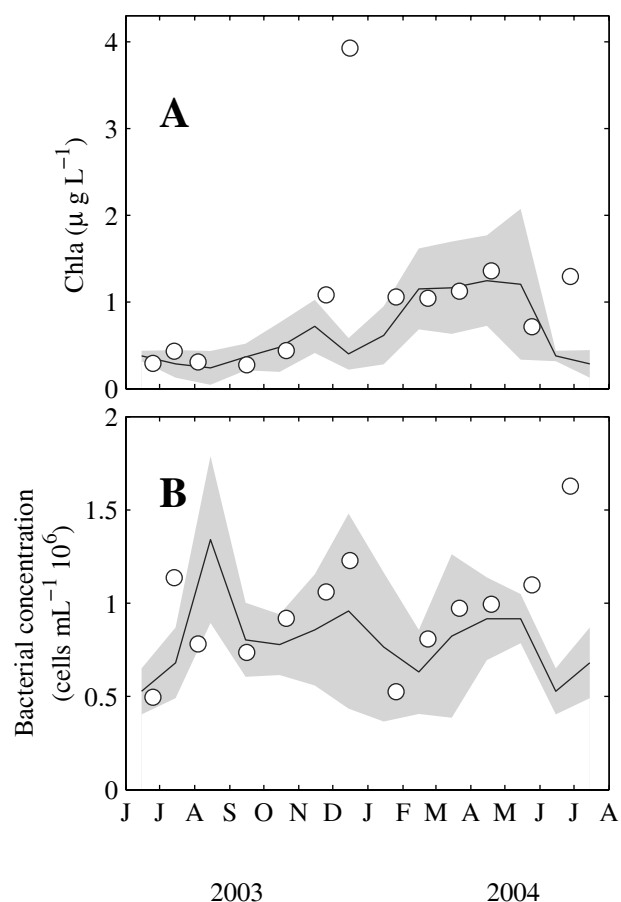 4
3
2
1
0
Chla (µ g L−1)
A
2
1.5
1
0.5
0
Bacterial concentration
(cells mL−1 106)
B
J J A S O N D J F M A M J J A
2003 2004